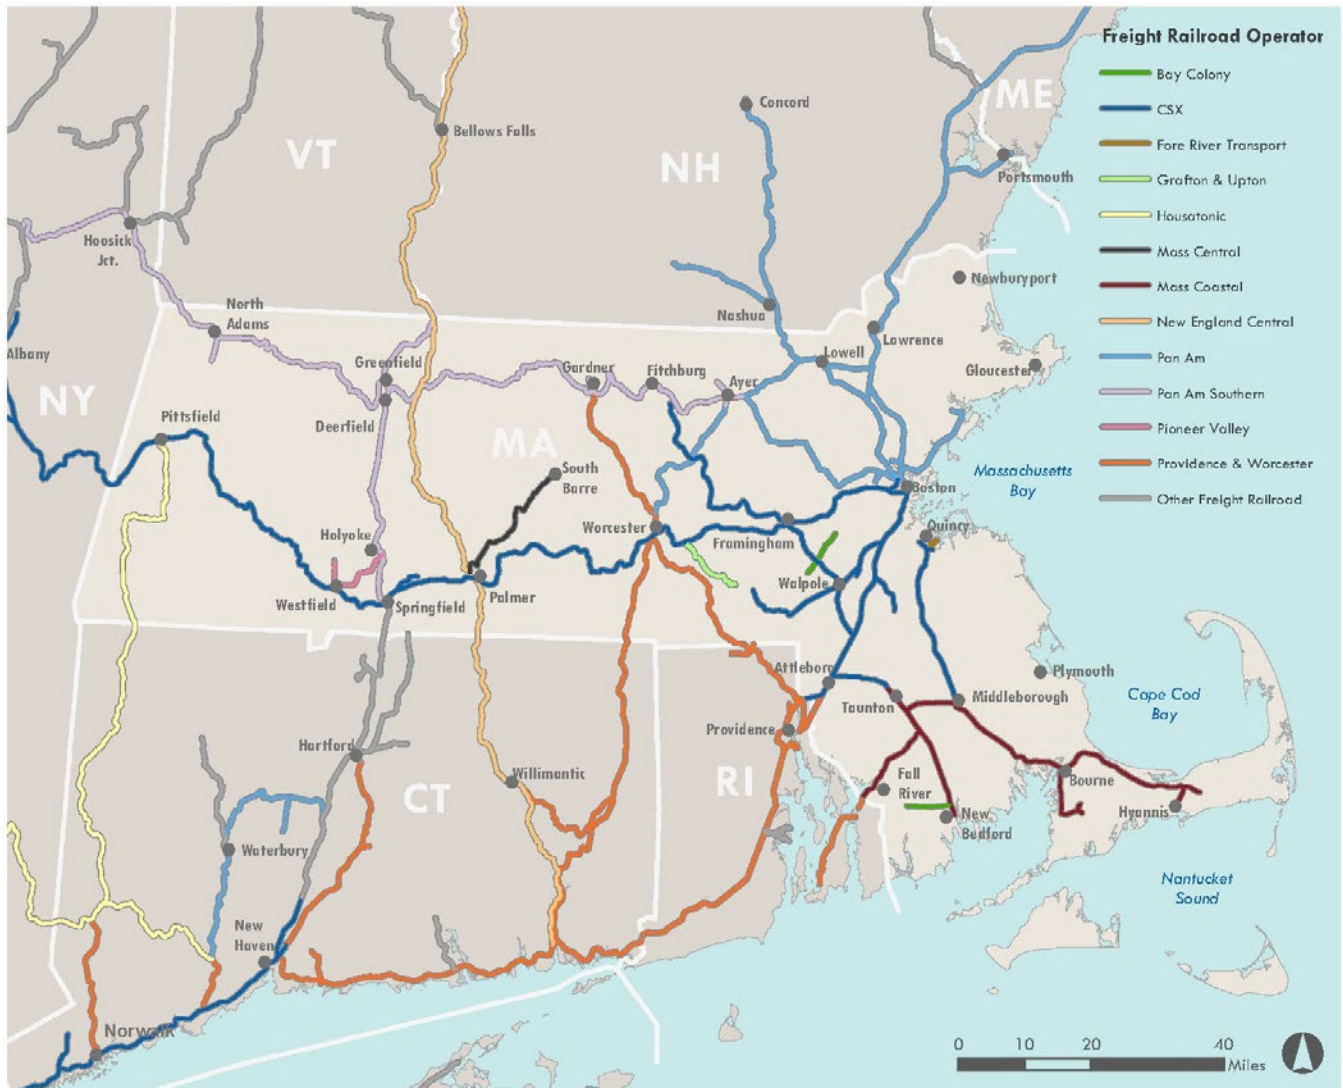 Freight Railroad Operator
Bay Colony
CSX
Fore River Transport
Grafton & Upton
Housatonic
Mass Central
Mass Coastal
New England Central
Pan Am
Pan Am Southern
Pioneer Valley
Providence & Worcester
Other Freight Railroad
VT
NH
ME
NY
MA
CT
RI
Concord
Bellows Falls
Portsmouth
Hoosick
Jct.
Newburyport
North
Adams
Nashua
Lawrence
Albany
Greenfield
Gardner
Fitchburg
Ayer
Lowell
Gloucester
Pittsfield
Deerfield
South
Barre
Massachusetts
Bay
Boston
Worcester
Framingham
Quincy
Holyoke
Westfield
Springfield
Palmer
Walpole
Attleboro
Plymouth
Taunton
Middleborough
Cape Cod
Bay
Providence
Hartford
Willimantic
Fall
River
New
Bedford
Bourne
Hyannis
Waterbury
Nantucket
Sound
New
Haven
Norwalk
0 10 20 40
Miles